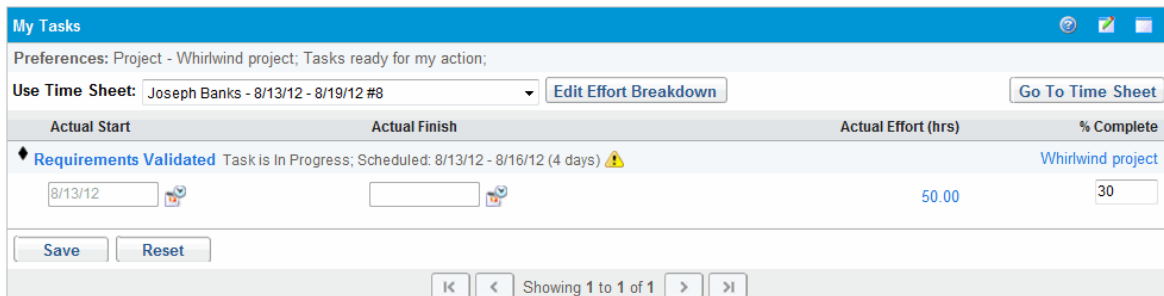 My Tasks
Preferences: Project - Whirlwind project; Tasks ready for my action;
Use Time Sheet: Joseph Banks - 8/13/12 - 8/19/12 #8 Edit Effort Breakdown Go To Time Sheet
Actual Start Actual Finish Actual Effort (hrs) % Complete
Requirements Validated Task is In Progress; Scheduled: 8/13/12 - 8/16/12 (4 days) Whirlwind project
8/13/12 50.00 30
Save Reset
Showing 1 to 1 of 1